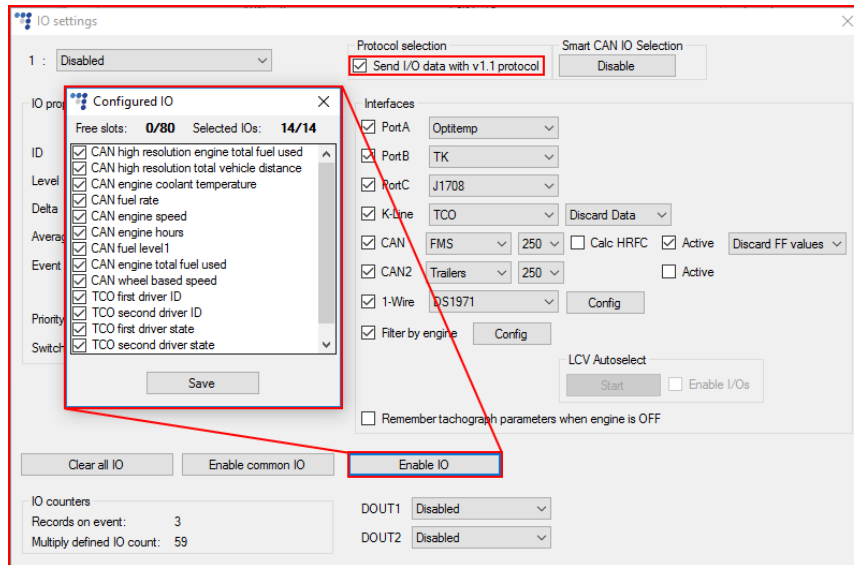 IO settings
Protocol selection
Smart CAN IO Selection
1 : Disabled
Send I/O data with v1.1 protocol
Disable
IO prop
Configured IO
Free slots: 0/80 Selected IOs: 14/14
CAN high resolution engine total fuel used
CAN high resolution total vehicle distance
CAN engine coolant temperature
CAN fuel rate
CAN engine speed
CAN engine hours
CAN fuel level1
CAN engine total fuel used
CAN wheel based speed
TCO first driver ID
TCO second driver ID
TCO first driver state
TCO second driver state
Save
ID
Level
Delta
Averag
Event
Priority
Switch
Interfaces
PortA Optitemp
PortB TK
PortC J1708
K-Line TCO Discard Data
CAN FMS 250 Calc HRFC Active Discard FF values
CAN2 Trailers 250 Active
1-Wire DS1971 Config
Filter by engine Config
LCV Autoselect
Start Enable I/Os
Remember tachograph parameters when engine is OFF
Clear all IO Enable common IO Enable IO
IO counters
Records on event: 3
Multiply defined IO count: 59
DOUT1 Disabled
DOUT2 Disabled